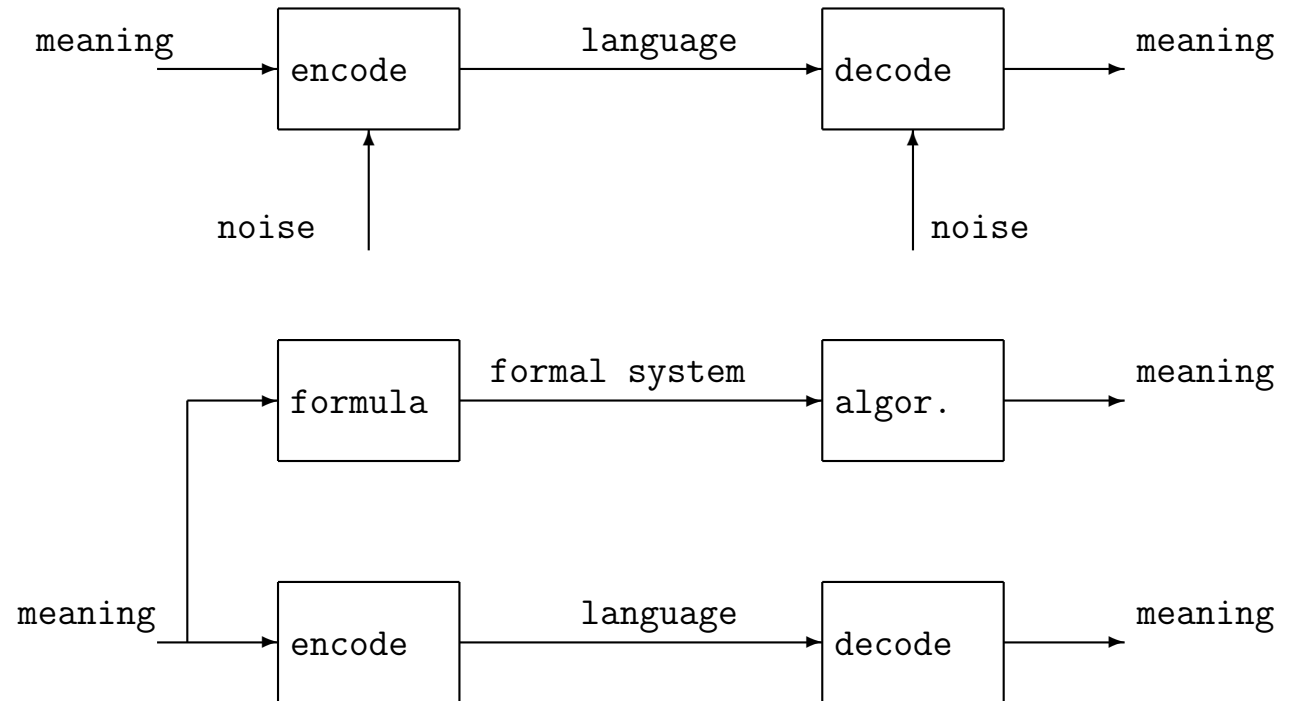 meaning language meaning
encode decode
noise noise
formal system meaning
formula algor.
meaning language meaning
encode decode